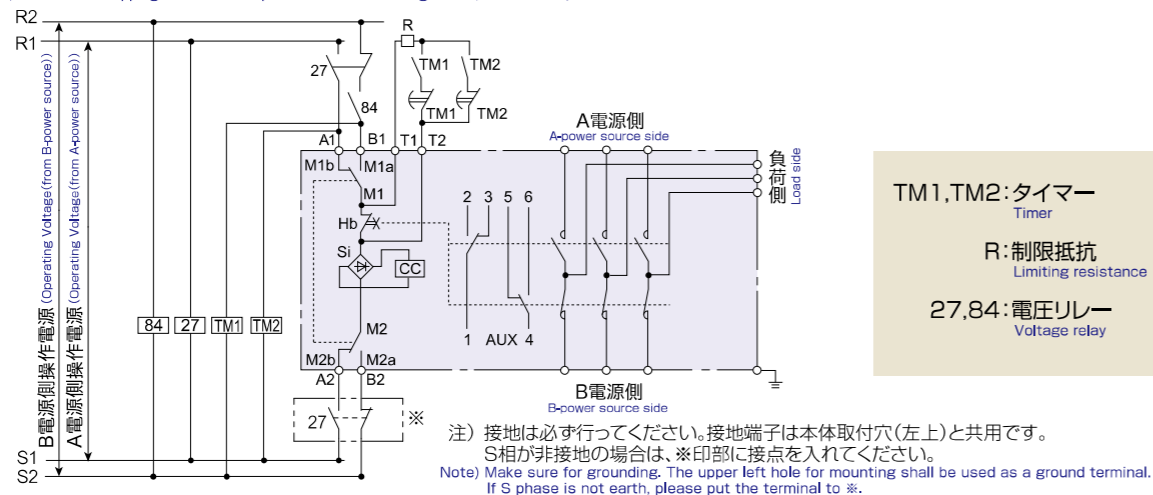 R2
R1
R
27
TM1
TM2
84
TM1
TM2
A1
B1
T1
T2
A電源側
A-power source side
M1b
M1a
M1
負荷側
Load side
2
3
5
6
Hb
Si
CC
B電源側操作電源 (Operating Voltage(from B-power source))
A電源側操作電源 (Operating Voltage(from A-power source))
84
27
TM1
TM2
M2
1
AUX
4
M2b
M2a
A2
B2
B電源側
B-power source side
27
※
S1
S2
TM1,TM2:タイマー
Timer
R:制限抵抗
Limiting resistance
27,84:電圧リレー
Voltage relay
注) 接地は必ず行ってください。接地端子は本体取付穴(左上)と共用です。
S相が非接地の場合は、※印部に接点を入れてください。
Note) Make sure for grounding. The upper left hole for mounting shall be used as a ground terminal.
If S phase is not earth, please put the terminal to ※.